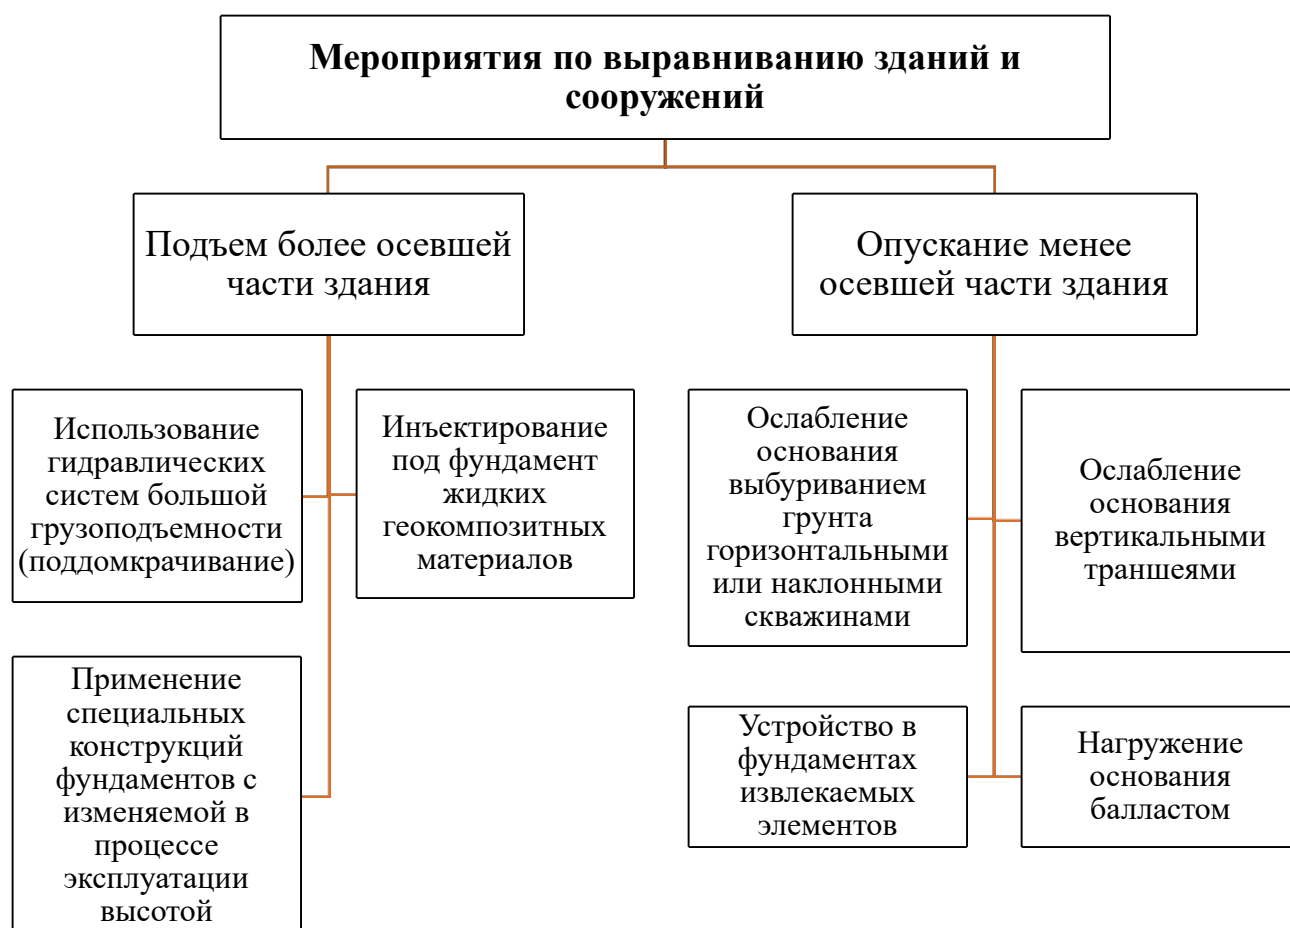 Мероприятия по выравниванию зданий и
сооружений
Подъем более осевшей
части здания
Опускание менее
осевшей части здания
Использование
гидравлических
систем большой
грузоподъемности
(поддомкрачивание)
Инъектирование
под фундамент
жидких
геокомпозитных
материалов
Применение
специальных
конструкций
фундаментов с
изменяемой в
процессе
эксплуатации
высотой
Ослабление
основания
выбуриванием
грунта
горизонтальными
или наклонными
скважинами
Ослабление
основания
вертикальными
траншеями
Устройство в
фундаментах
извлекаемых
элементов
Нагружение
основания
балластом